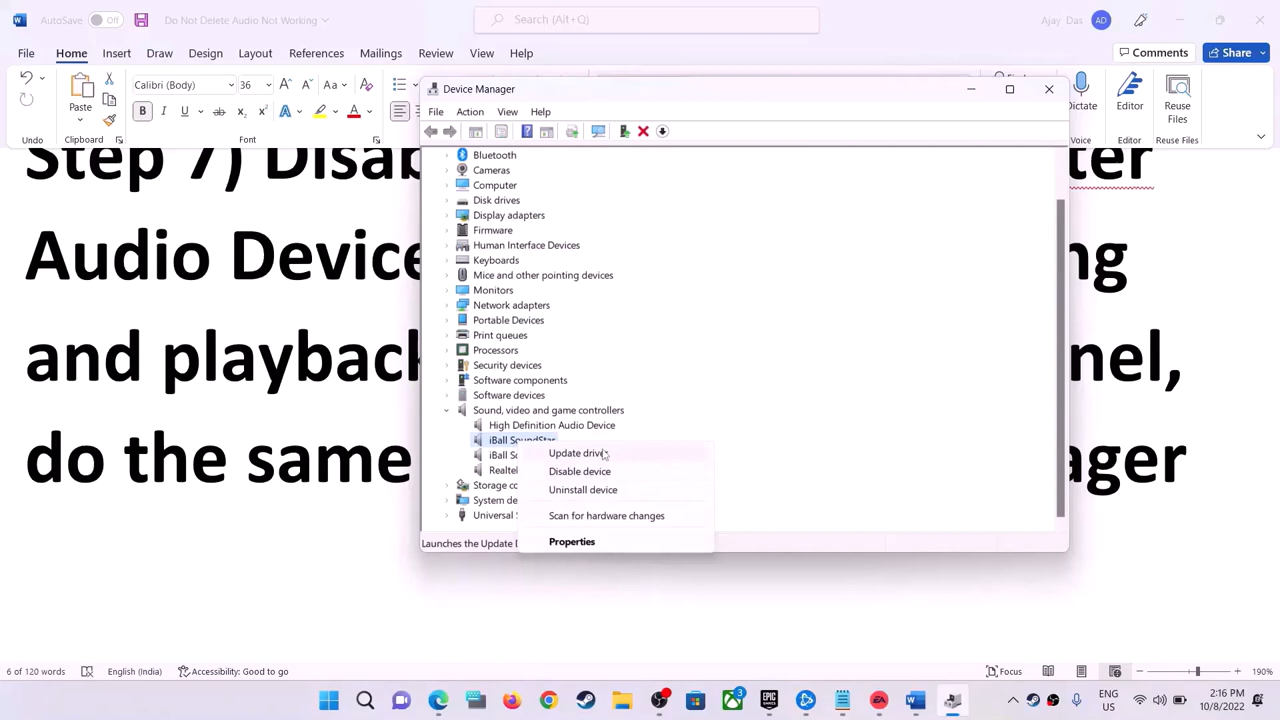 AutoSave Off Do Not Delete Audio Not Working Search (Alt+Q) Ajay Das AD
File Home Insert Draw Design Layout References Mailings Review View Help Comments Share
Calibri (Body) 36 Aa
Paste Dictate Editor Reuse Files
Undo Clipboard Font Editor Reuse Files
Device Manager
File Action View Help
Step 7) Disab
Audio Device ng
and playback nel,
do the same ager
Bluetooth
Cameras
Computer
Disk drives
Display adapters
Firmware
Human Interface Devices
Keyboards
Mice and other pointing devices
Monitors
Network adapters
Portable Devices
Print queues
Processors
Security devices
Software components
Software devices
Sound, video and game controllers
High Definition Audio Device
iBall SoundStar
iBall So
Realtel
Storage co
System de
Universal S
Update driver
Disable device
Uninstall device
Scan for hardware changes
Properties
Launches the Update D
6 of 120 words English (India) Accessibility: Good to go Focus 190%
3 ENG IN 2:16 PM 10/8/2022